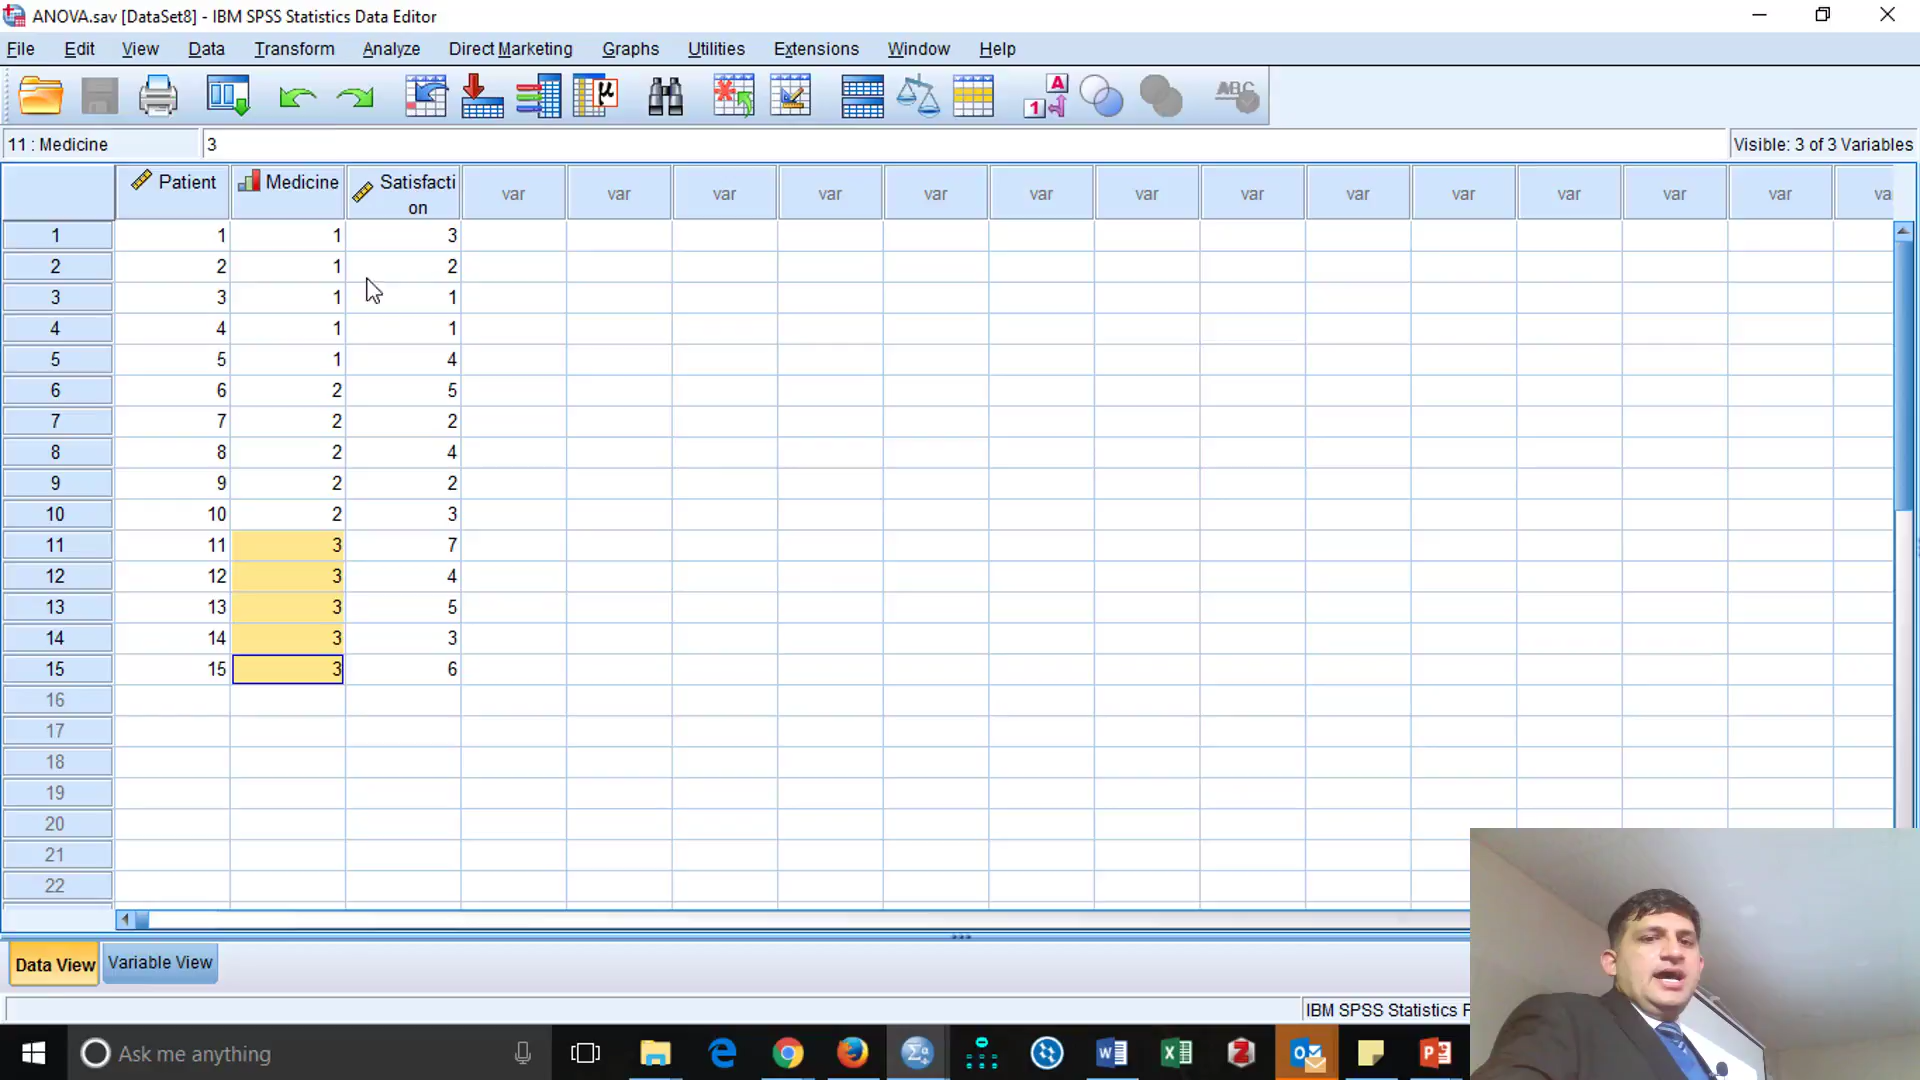 ANOVA.sav [DataSet8] - IBM SPSS Statistics Data Editor
File Edit View Data Transform Analyze Direct Marketing Graphs Utilities Extensions Window Help
11 : Medicine 3 Visible: 3 of 3 Variables
Patient Medicine Satisfacti
on var var var var var var var var var var var var var va
1 1 1 3
2 2 1 2
3 3 1 1
4 4 1 1
5 5 1 4
6 6 2 5
7 7 2 2
8 8 2 4
9 9 2 2
10 10 2 3
11 11 3 7
12 12 3 4
13 13 3 5
14 14 3 3
15 15 3 6
16
17
18
19
20
21
22
Data View Variable View
IBM SPSS Statistics P
Ask me anything